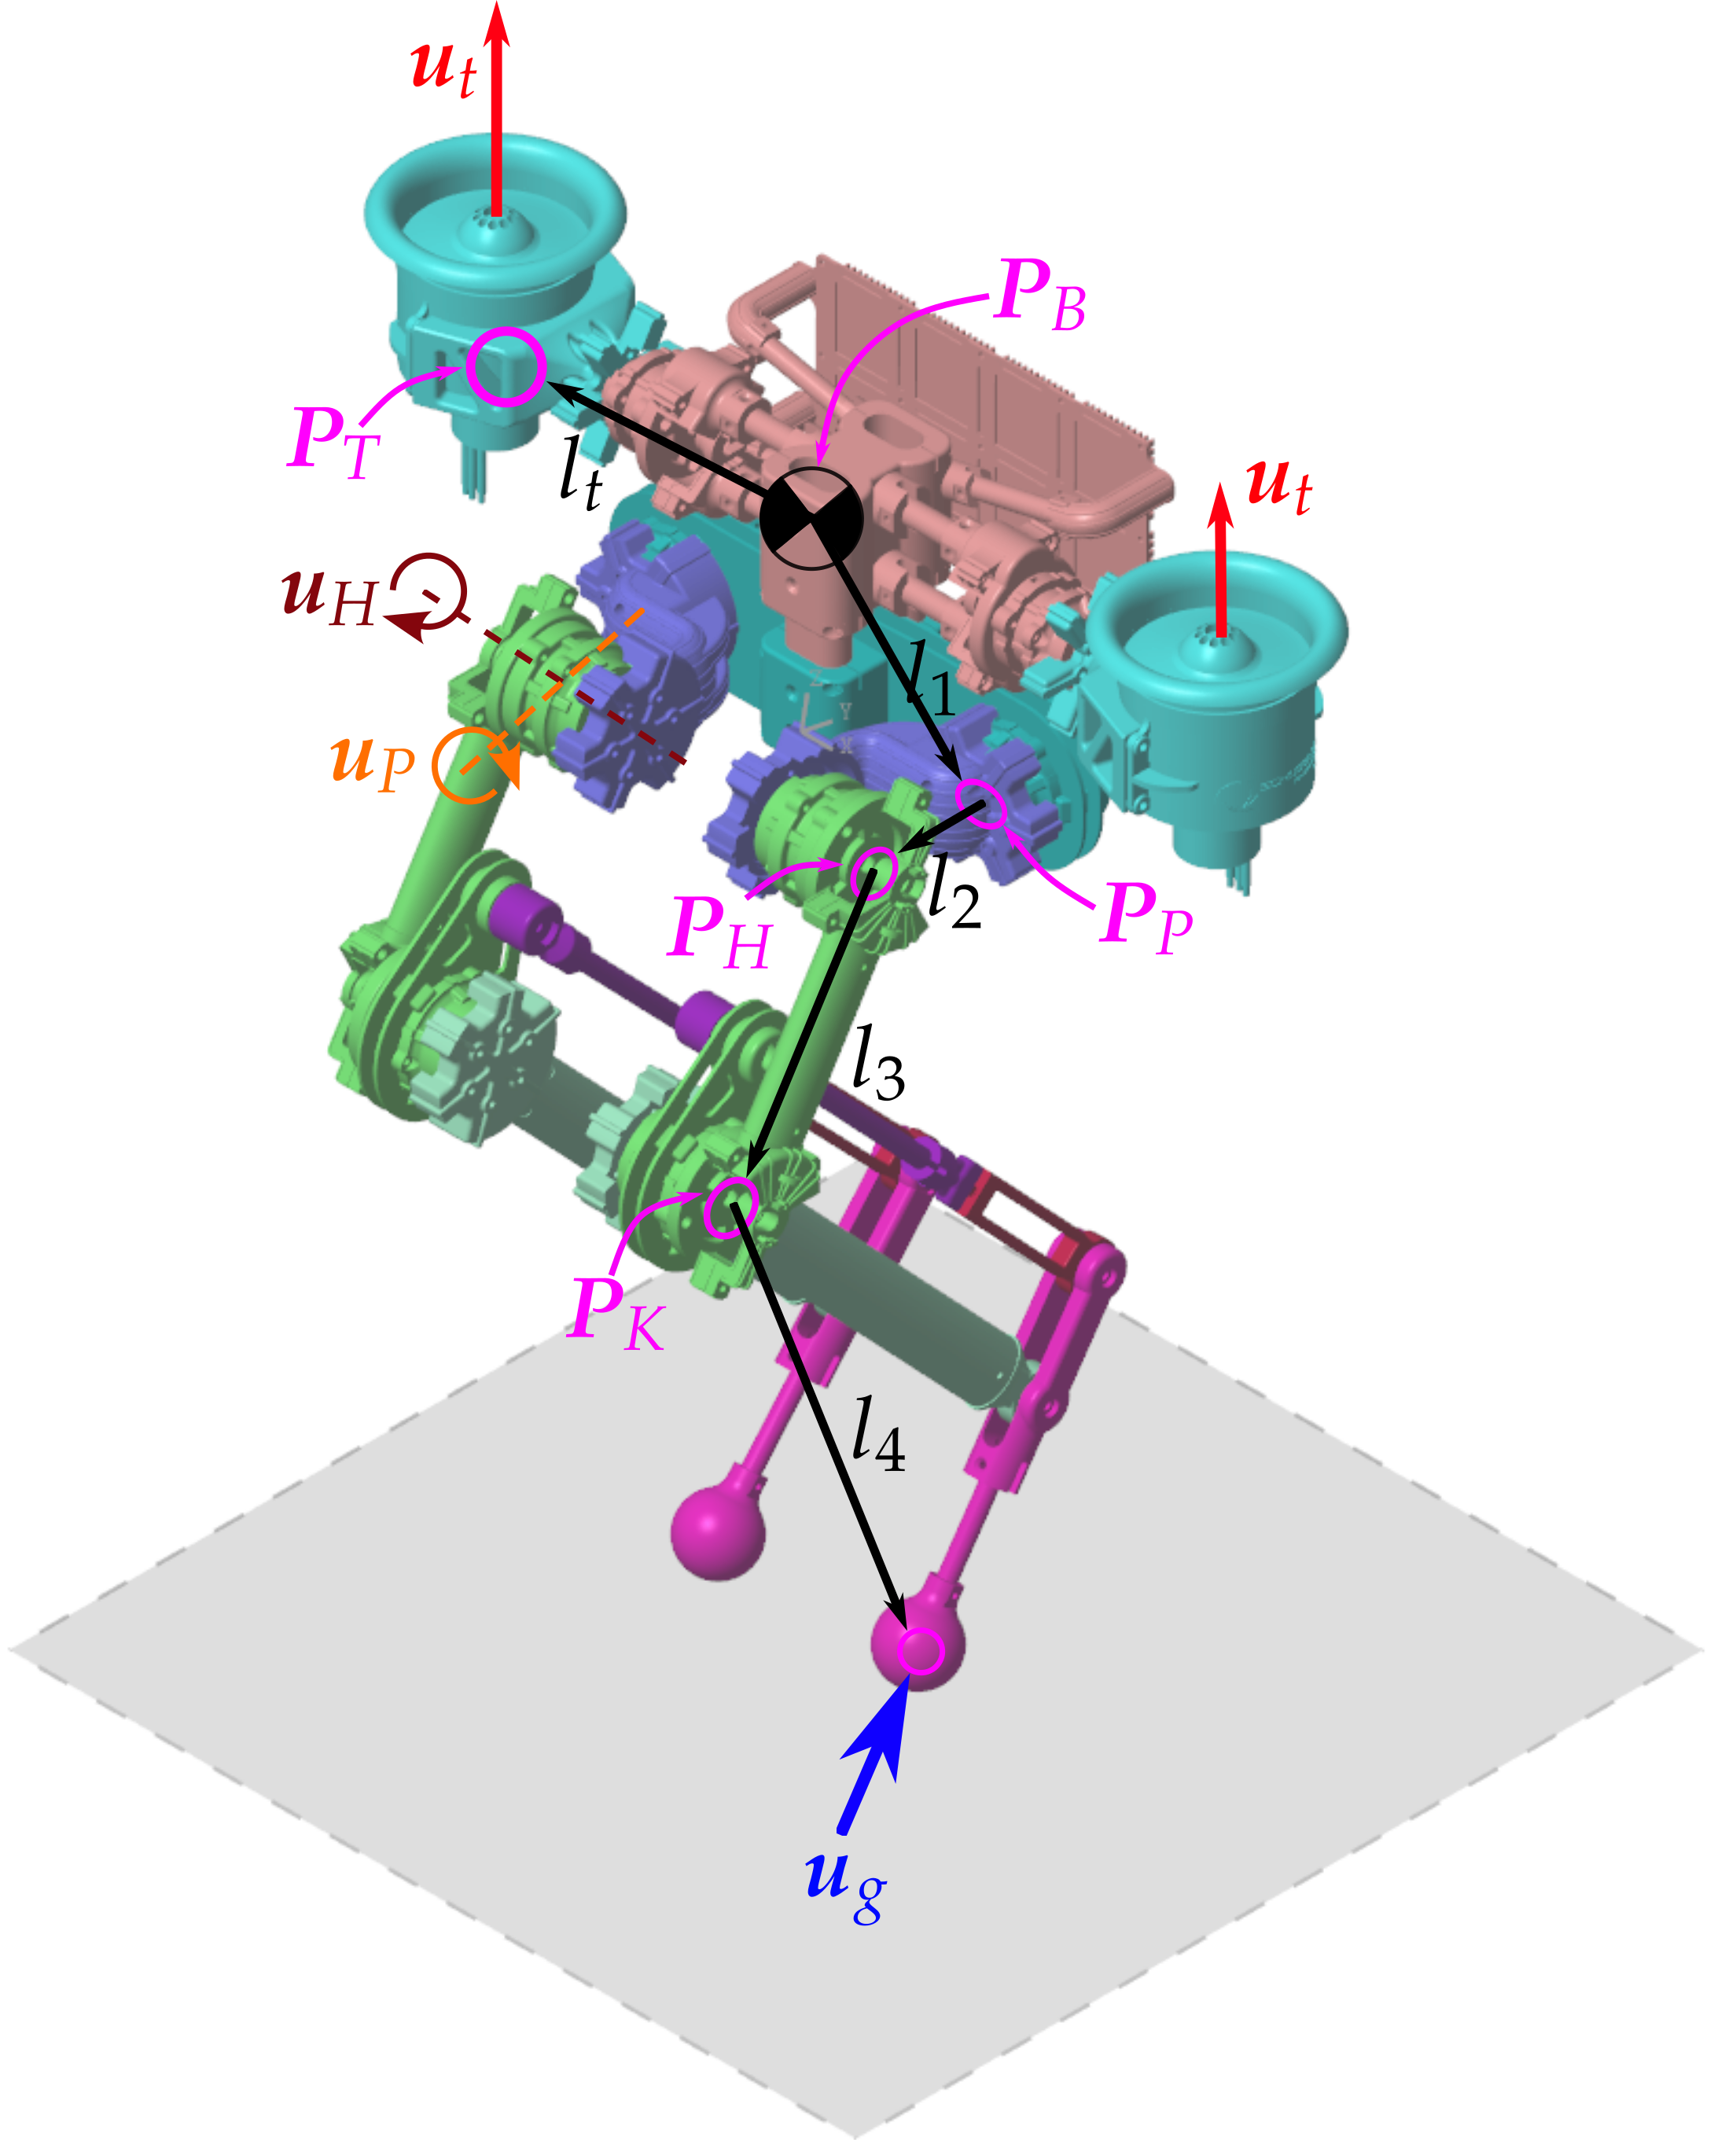 u_t
P_B
P_T
l_t
u_t
u_H
l_1
Z
Y
X
u_P
P_H
l_2
P_P
l_3
P_K
l_4
u_g